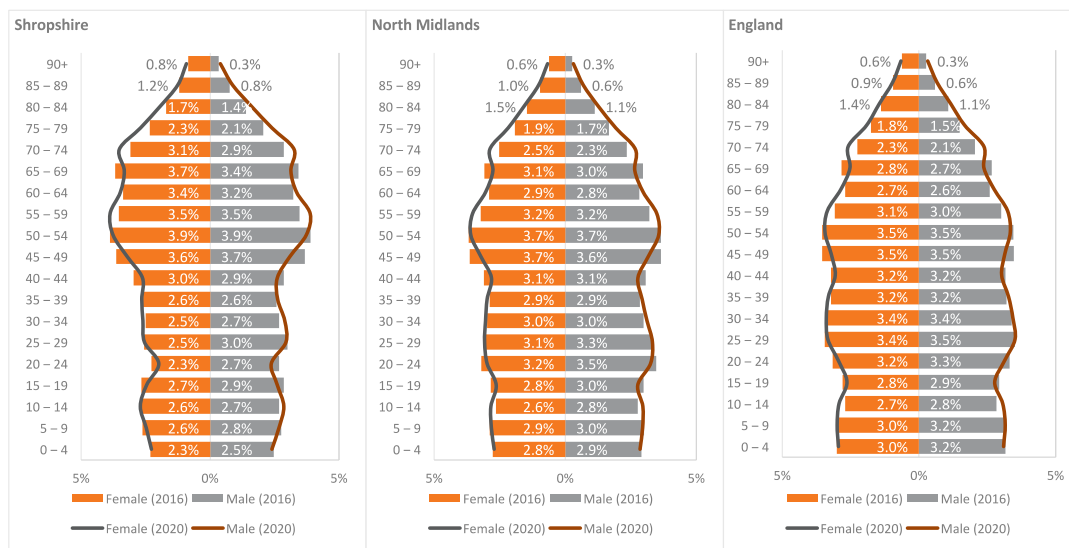 Shropshire
90+ 0.8% 0.3%
85 – 89 1.2% 0.8%
80 – 84 1.7% 1.4%
75 – 79 2.3% 2.1%
70 – 74 3.1% 2.9%
65 – 69 3.7% 3.4%
60 – 64 3.4% 3.2%
55 – 59 3.5% 3.5%
50 – 54 3.9% 3.9%
45 – 49 3.6% 3.7%
40 – 44 3.0% 2.9%
35 – 39 2.6% 2.6%
30 – 34 2.5% 2.7%
25 – 29 2.5% 3.0%
20 – 24 2.3% 2.7%
15 – 19 2.7% 2.9%
10 – 14 2.6% 2.7%
5 – 9 2.6% 2.8%
0 – 4 2.3% 2.5%
5% 0% 5%
Female (2016) Male (2016)
Female (2020) Male (2020)
North Midlands
90+ 0.6% 0.3%
85 – 89 1.0% 0.6%
80 – 84 1.5% 1.1%
75 – 79 1.9% 1.7%
70 – 74 2.5% 2.3%
65 – 69 3.1% 3.0%
60 – 64 2.9% 2.8%
55 – 59 3.2% 3.2%
50 – 54 3.7% 3.7%
45 – 49 3.7% 3.6%
40 – 44 3.1% 3.1%
35 – 39 2.9% 2.9%
30 – 34 3.0% 3.0%
25 – 29 3.1% 3.3%
20 – 24 3.2% 3.5%
15 – 19 2.8% 3.0%
10 – 14 2.6% 2.8%
5 – 9 2.9% 3.0%
0 – 4 2.8% 2.9%
5% 0% 5%
Female (2016) Male (2016)
Female (2020) Male (2020)
England
90+ 0.6% 0.3%
85 – 89 0.9% 0.6%
80 – 84 1.4% 1.1%
75 – 79 1.8% 1.5%
70 – 74 2.3% 2.1%
65 – 69 2.8% 2.7%
60 – 64 2.7% 2.6%
55 – 59 3.1% 3.0%
50 – 54 3.5% 3.5%
45 – 49 3.5% 3.5%
40 – 44 3.2% 3.2%
35 – 39 3.2% 3.2%
30 – 34 3.4% 3.4%
25 – 29 3.4% 3.5%
20 – 24 3.2% 3.3%
15 – 19 2.8% 2.9%
10 – 14 2.7% 2.8%
5 – 9 3.0% 3.2%
0 – 4 3.0% 3.2%
5% 0% 5%
Female (2016) Male (2016)
Female (2020) Male (2020)